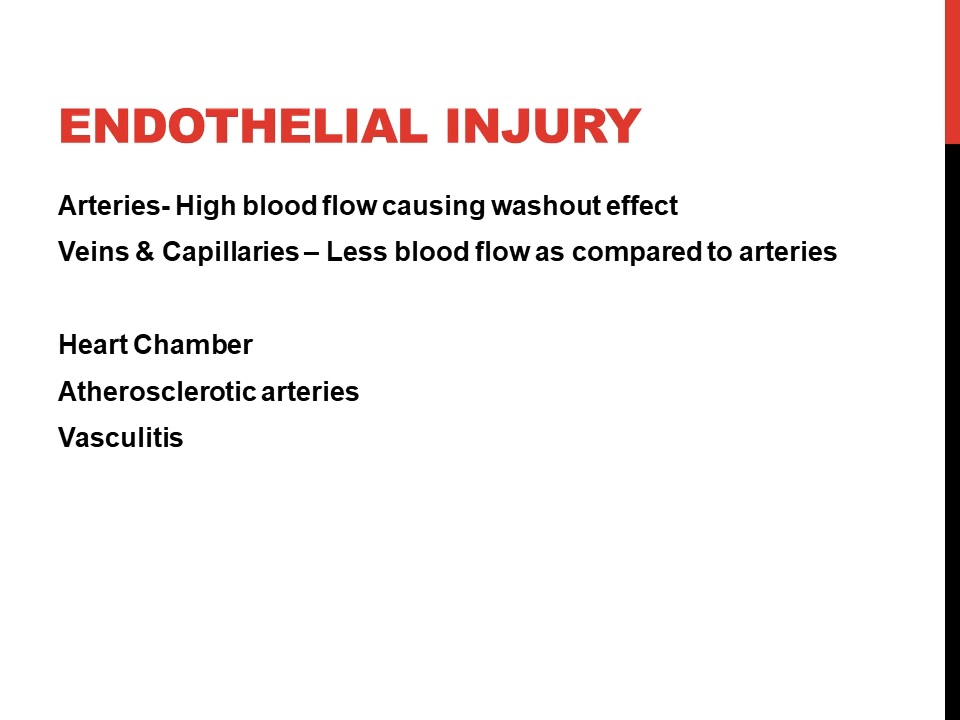 ENDOTHELIAL INJURY
Arteries- High blood flow causing washout effect
Veins & Capillaries – Less blood flow as compared to arteries
Heart Chamber
Atherosclerotic arteries
Vasculitis